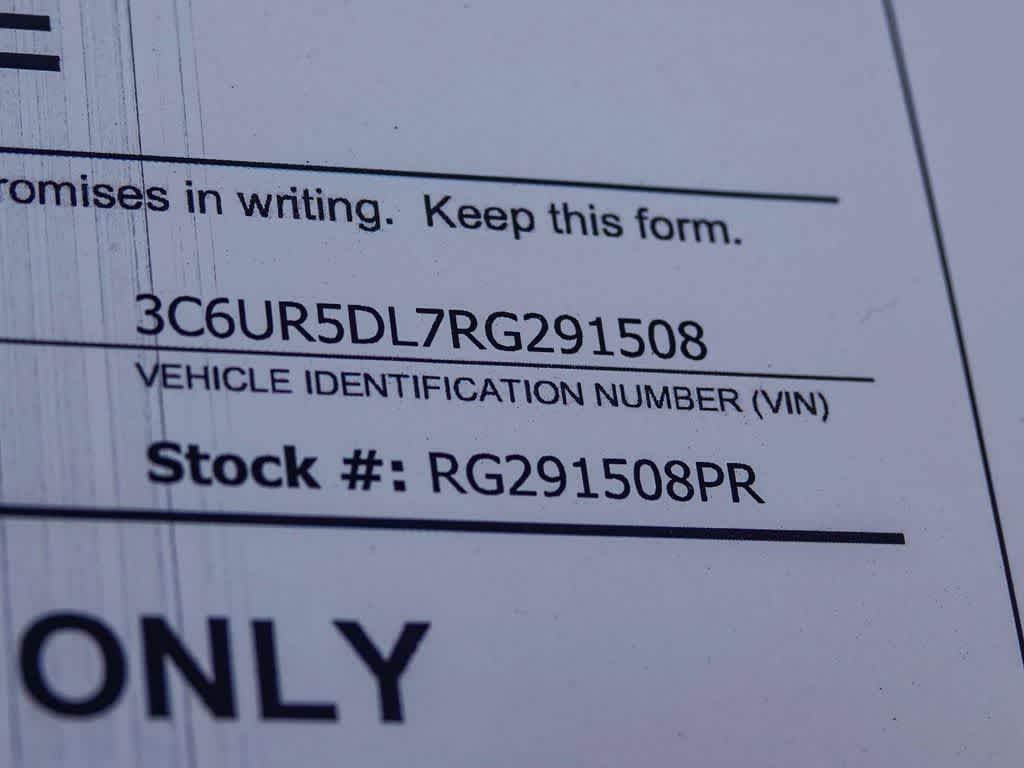 romises in writing. Keep this form.
3C6UR5DL7RG291508
VEHICLE IDENTIFICATION NUMBER (VIN)
Stock #: RG291508PR
ONLY